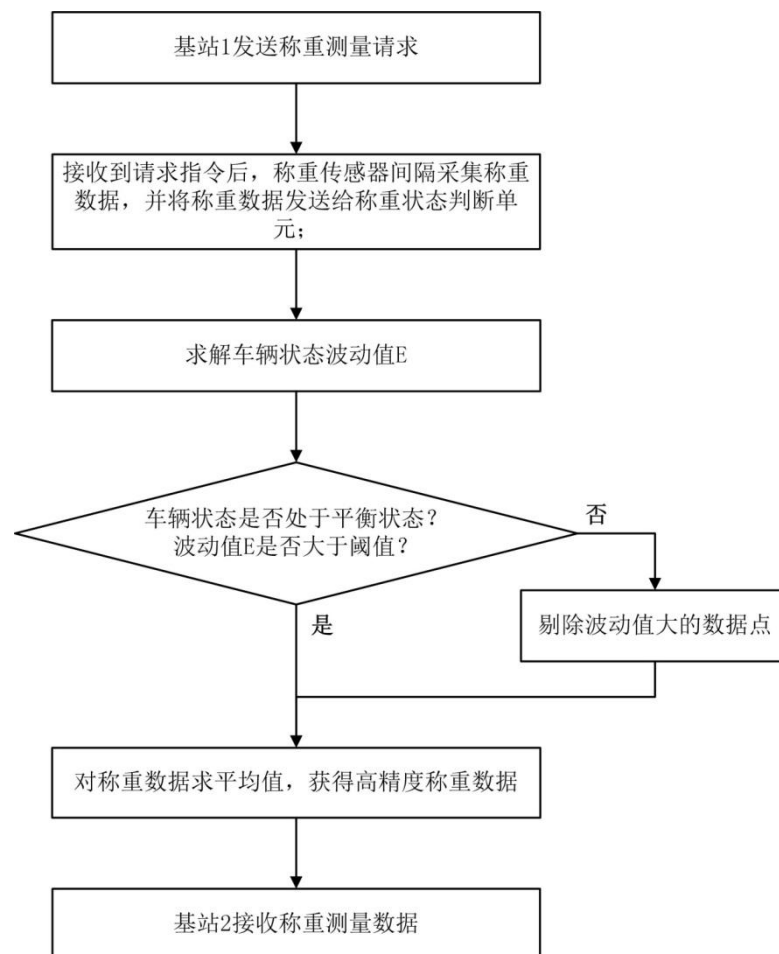 基站1发送称重测量请求
接收到请求指令后，称重传感器间隔采集称重
数据，并将称重数据发送给称重状态判断单
元；
求解车辆状态波动值E
车辆状态是否处于平衡状态？
波动值E是否大于阈值？
否
是
剔除波动值大的数据点
对称重数据求平均值，获得高精度称重数据
基站2接收称重测量数据